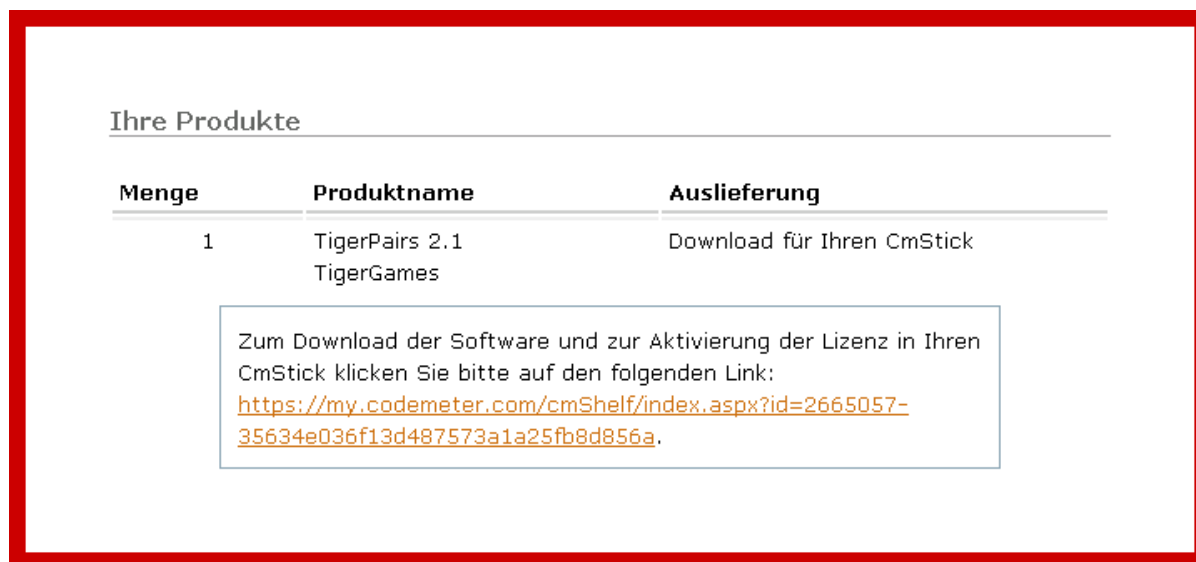 Ihre Produkte
Menge Produktname Auslieferung
1 TigerPairs 2.1 Download für Ihren CmStick
TigerGames
Zum Download der Software und zur Aktivierung der Lizenz in Ihren
CmStick klicken Sie bitte auf den folgenden Link:
https://my.codemeter.com/cmShelf/index.aspx?id=2665057-
35634e036f13d487573a1a25fb8d856a.